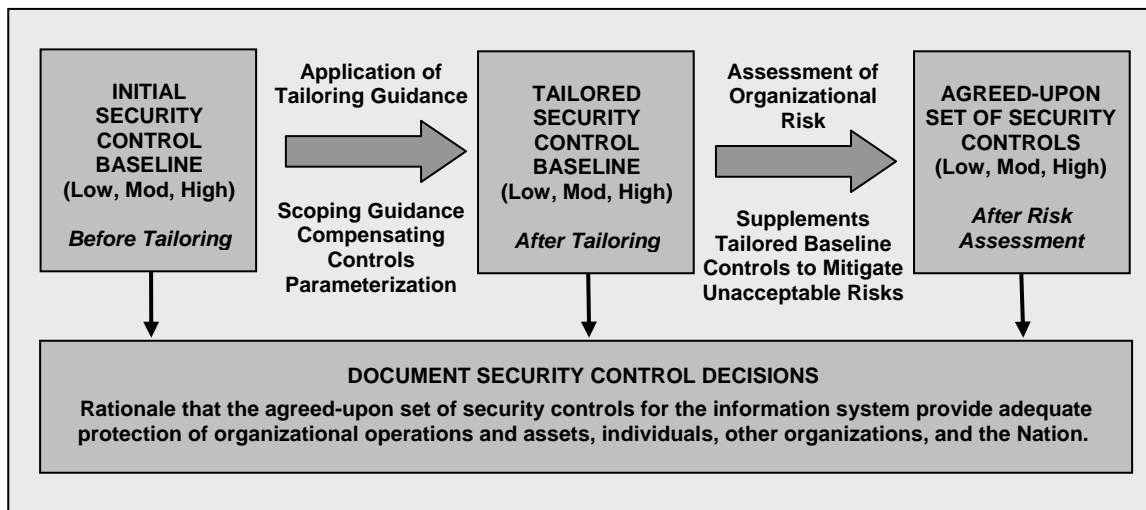 INITIAL
SECURITY
CONTROL
BASELINE
(Low, Mod, High)
Before Tailoring
Application of
Tailoring Guidance
Scoping Guidance
Compensating
Controls
Parameterization
TAILORED
SECURITY
CONTROL
BASELINE
(Low, Mod, High)
After Tailoring
Assessment of
Organizational
Risk
Supplements
Tailored Baseline
Controls to Mitigate
Unacceptable Risks
AGREED-UPON
SET OF SECURITY
CONTROLS
(Low, Mod, High)
After Risk
Assessment
DOCUMENT SECURITY CONTROL DECISIONS
Rationale that the agreed-upon set of security controls for the information system provide adequate
protection of organizational operations and assets, individuals, other organizations, and the Nation.